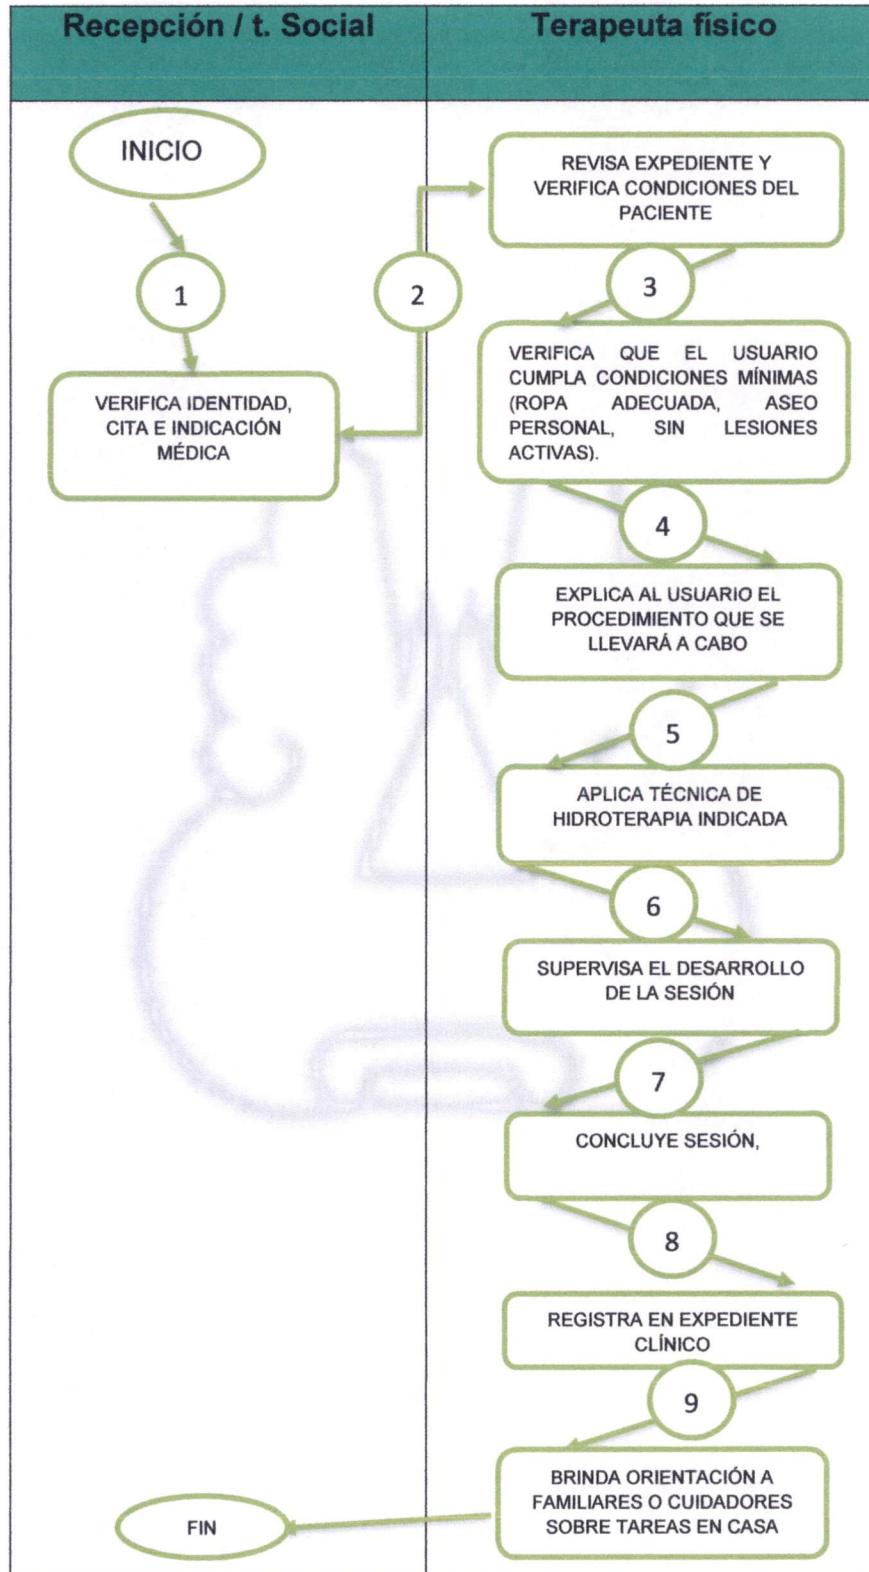 Recepción / t. Social
Terapeuta físico
INICIO
1
VERIFICA IDENTIDAD,
CITA E INDICACIÓN
MÉDICA
2
REVISA EXPEDIENTE Y
VERIFICA CONDICIONES DEL
PACIENTE
3
VERIFICA QUE EL USUARIO
CUMPLA CONDICIONES MÍNIMAS
(ROPA ADECUADA, ASEO
PERSONAL, SIN LESIONES
ACTIVAS).
4
EXPLICA AL USUARIO EL
PROCEDIMIENTO QUE SE
LLEVARÁ A CABO
5
APLICA TÉCNICA DE
HIDROTERAPIA INDICADA
6
SUPERVISA EL DESARROLLO
DE LA SESIÓN
7
CONCLUYE SESIÓN,
8
REGISTRA EN EXPEDIENTE
CLÍNICO
9
BRINDA ORIENTACIÓN A
FAMILIARES O CUIDADORES
SOBRE TAREAS EN CASA
FIN